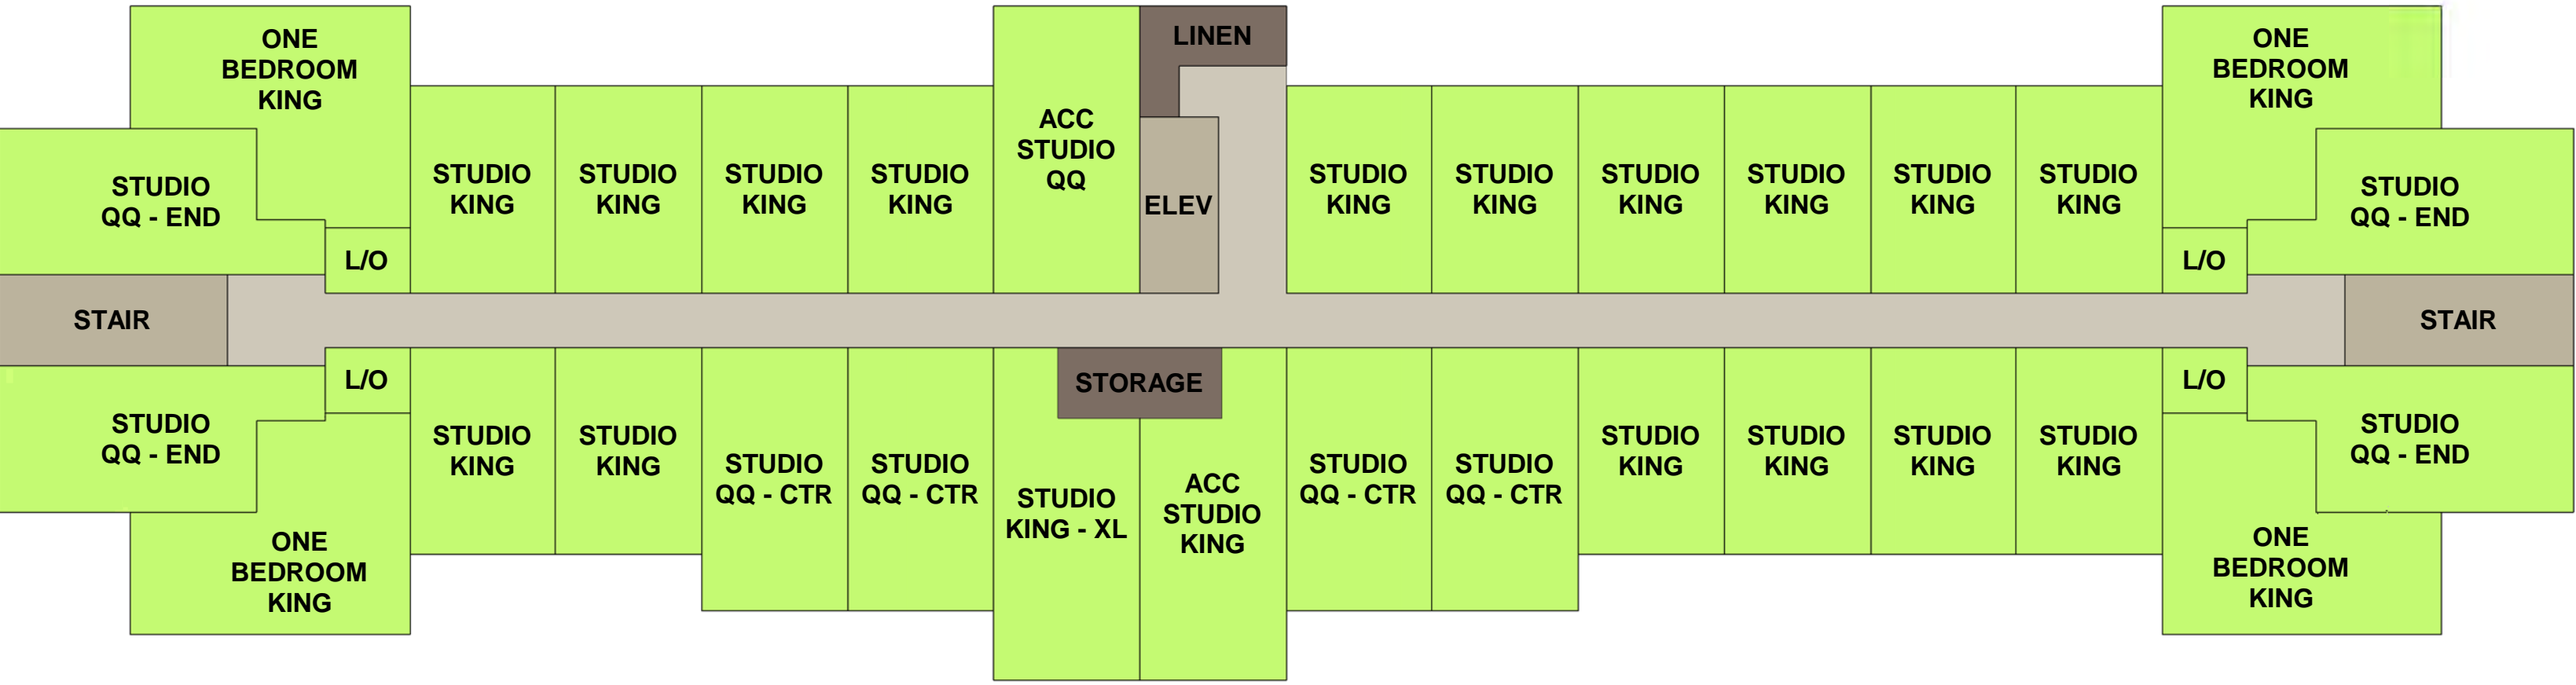 ONE
BEDROOM
KING
LINEN
ONE
BEDROOM
KING
STUDIO
QQ - END
STUDIO
KING
STUDIO
KING
STUDIO
KING
STUDIO
KING
ACC
STUDIO
QQ
ELEV
STUDIO
KING
STUDIO
KING
STUDIO
KING
STUDIO
KING
STUDIO
KING
STUDIO
KING
STUDIO
QQ - END
L/O
L/O
STAIR
STAIR
L/O
STORAGE
L/O
STUDIO
QQ - END
STUDIO
KING
STUDIO
KING
STUDIO
QQ - CTR
STUDIO
QQ - CTR
STUDIO
KING - XL
ACC
STUDIO
KING
STUDIO
QQ - CTR
STUDIO
QQ - CTR
STUDIO
KING
STUDIO
KING
STUDIO
KING
STUDIO
KING
STUDIO
QQ - END
ONE
BEDROOM
KING
ONE
BEDROOM
KING